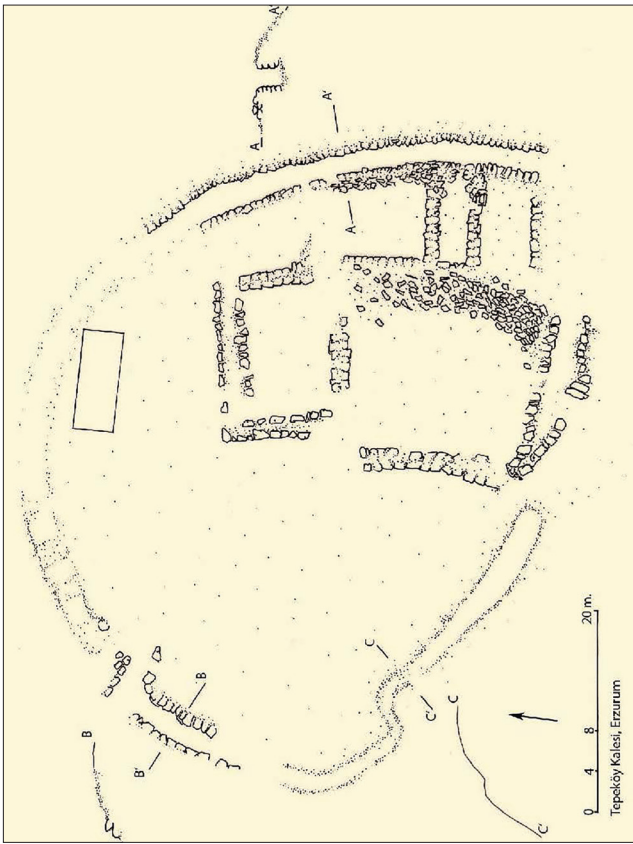 B
B'
B
A A'
A'
A
C
C'
C
C'
0 4 8 20 m.
Tepeköy Kalesi, Erzurum